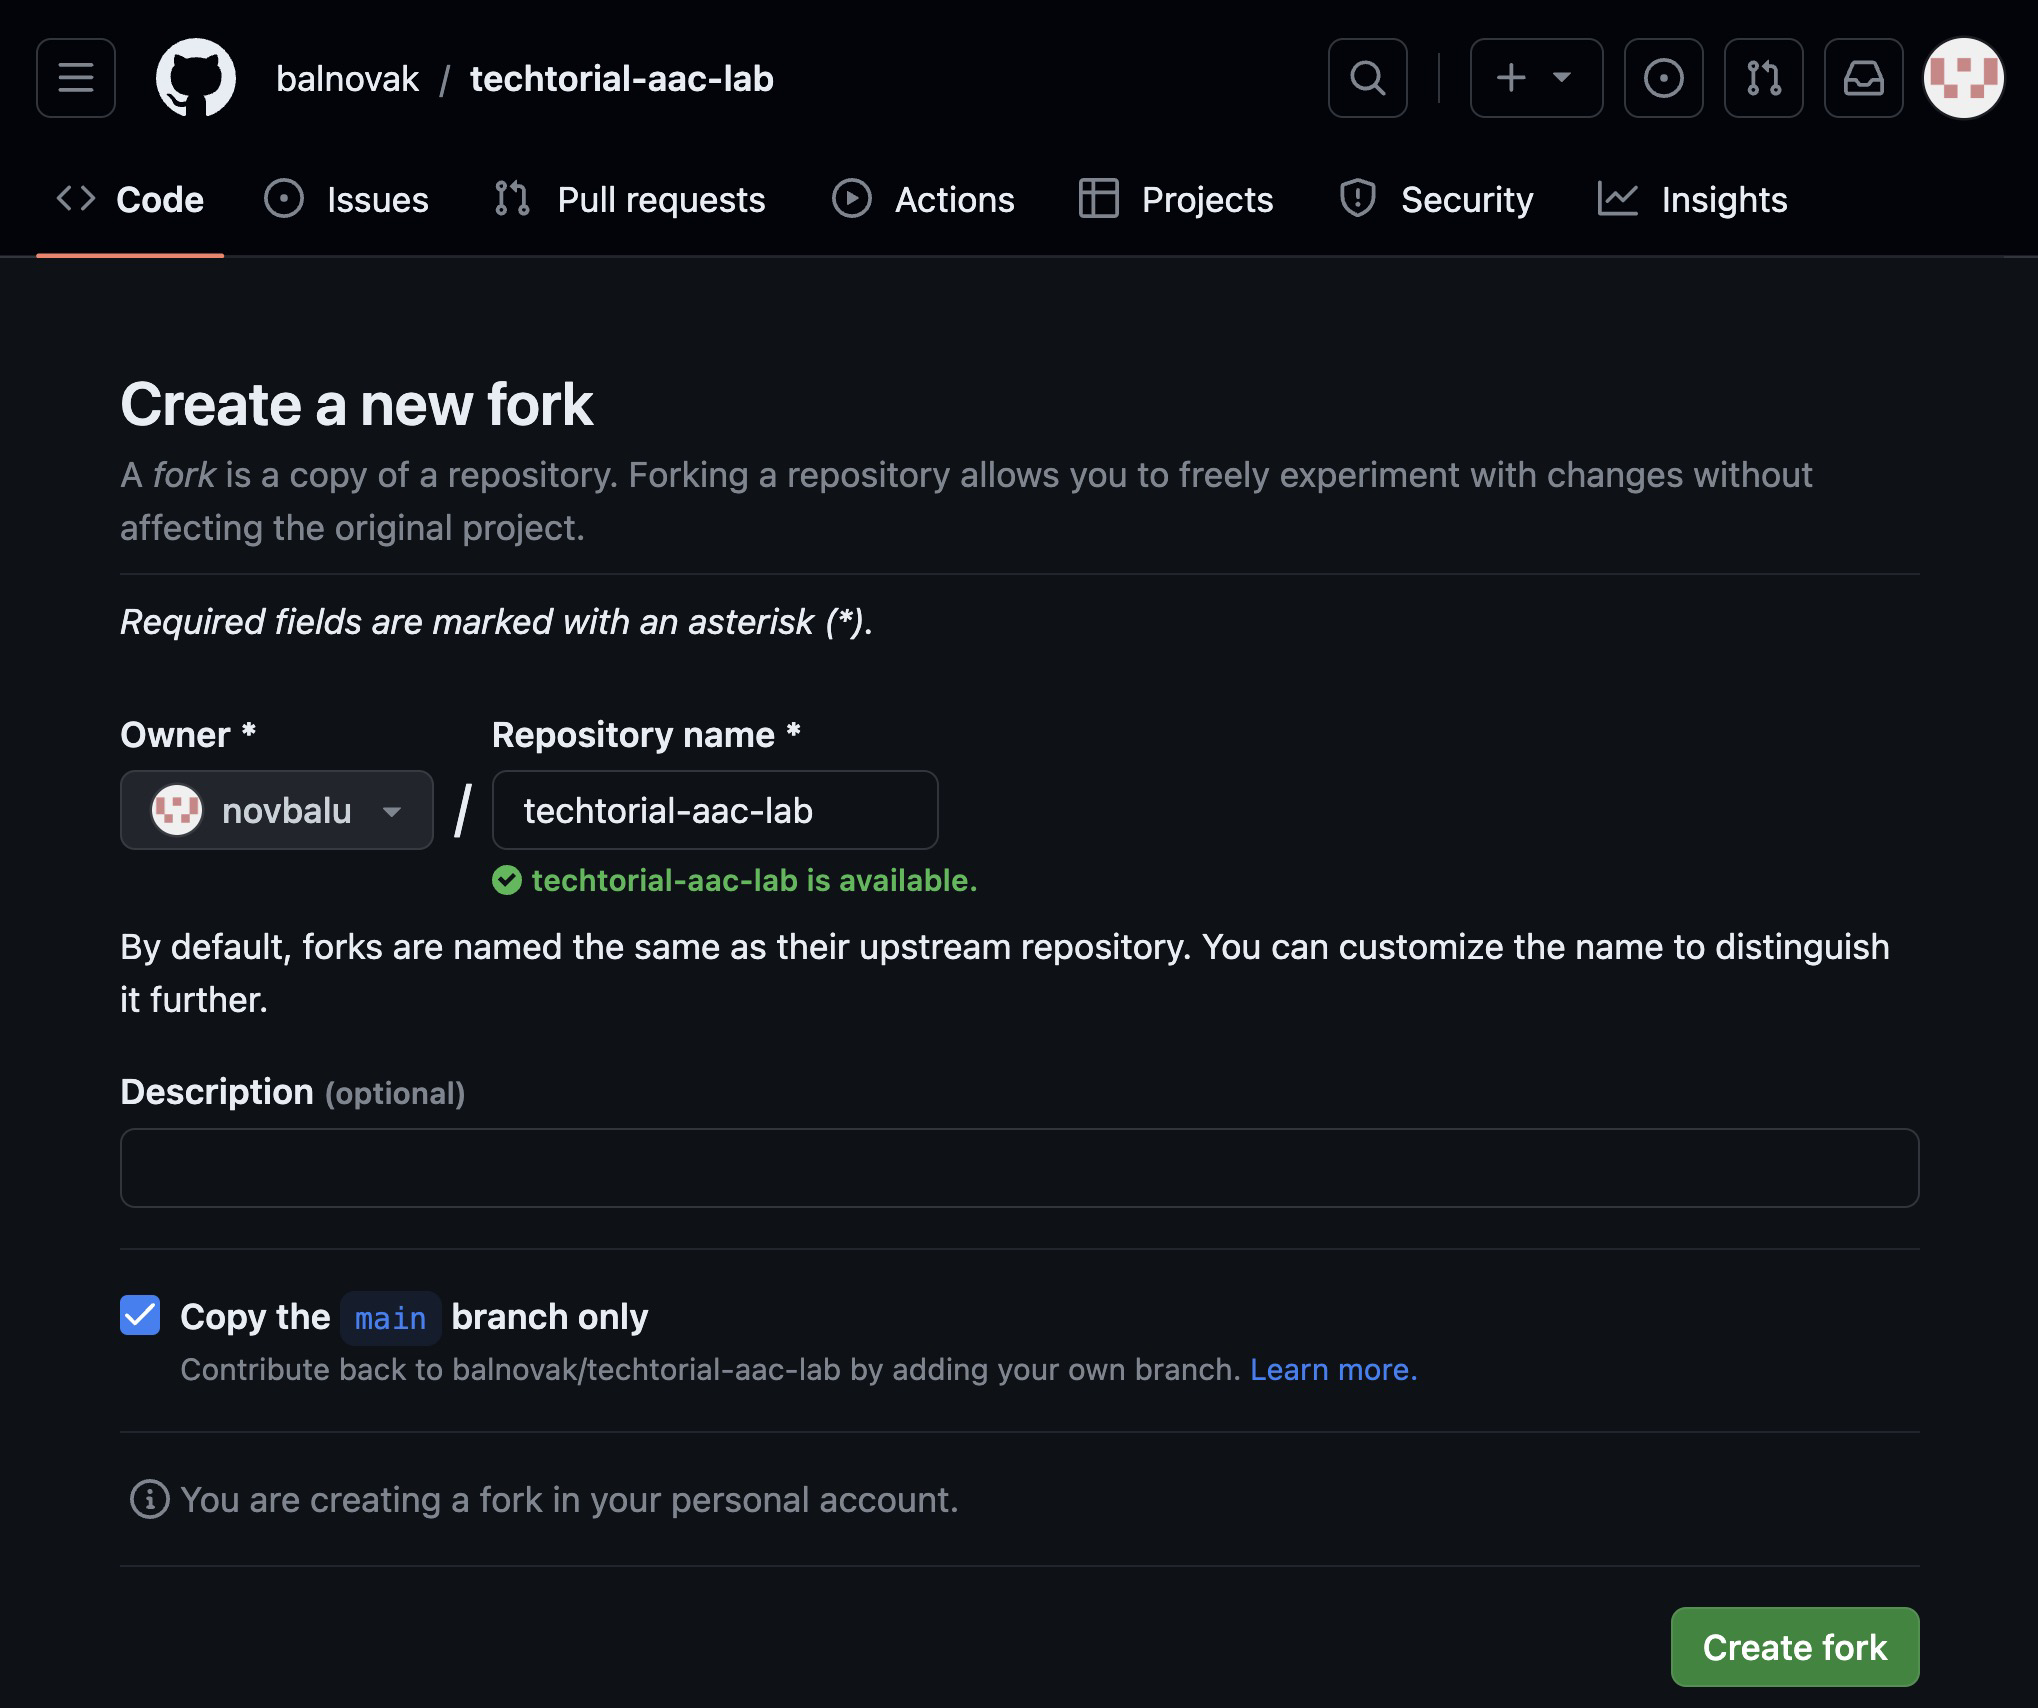 balnovak / techtorial-aac-lab
Code Issues Pull requests Actions Projects Security Insights
Create a new fork
A fork is a copy of a repository. Forking a repository allows you to freely experiment with changes without
affecting the original project.
Required fields are marked with an asterisk (*).
Owner * Repository name *
novbalu / techtorial-aac-lab
techtorial-aac-lab is available.
By default, forks are named the same as their upstream repository. You can customize the name to distinguish
it further.
Description (optional)
Copy the main branch only
Contribute back to balnovak/techtorial-aac-lab by adding your own branch. Learn more.
You are creating a fork in your personal account.
Create fork